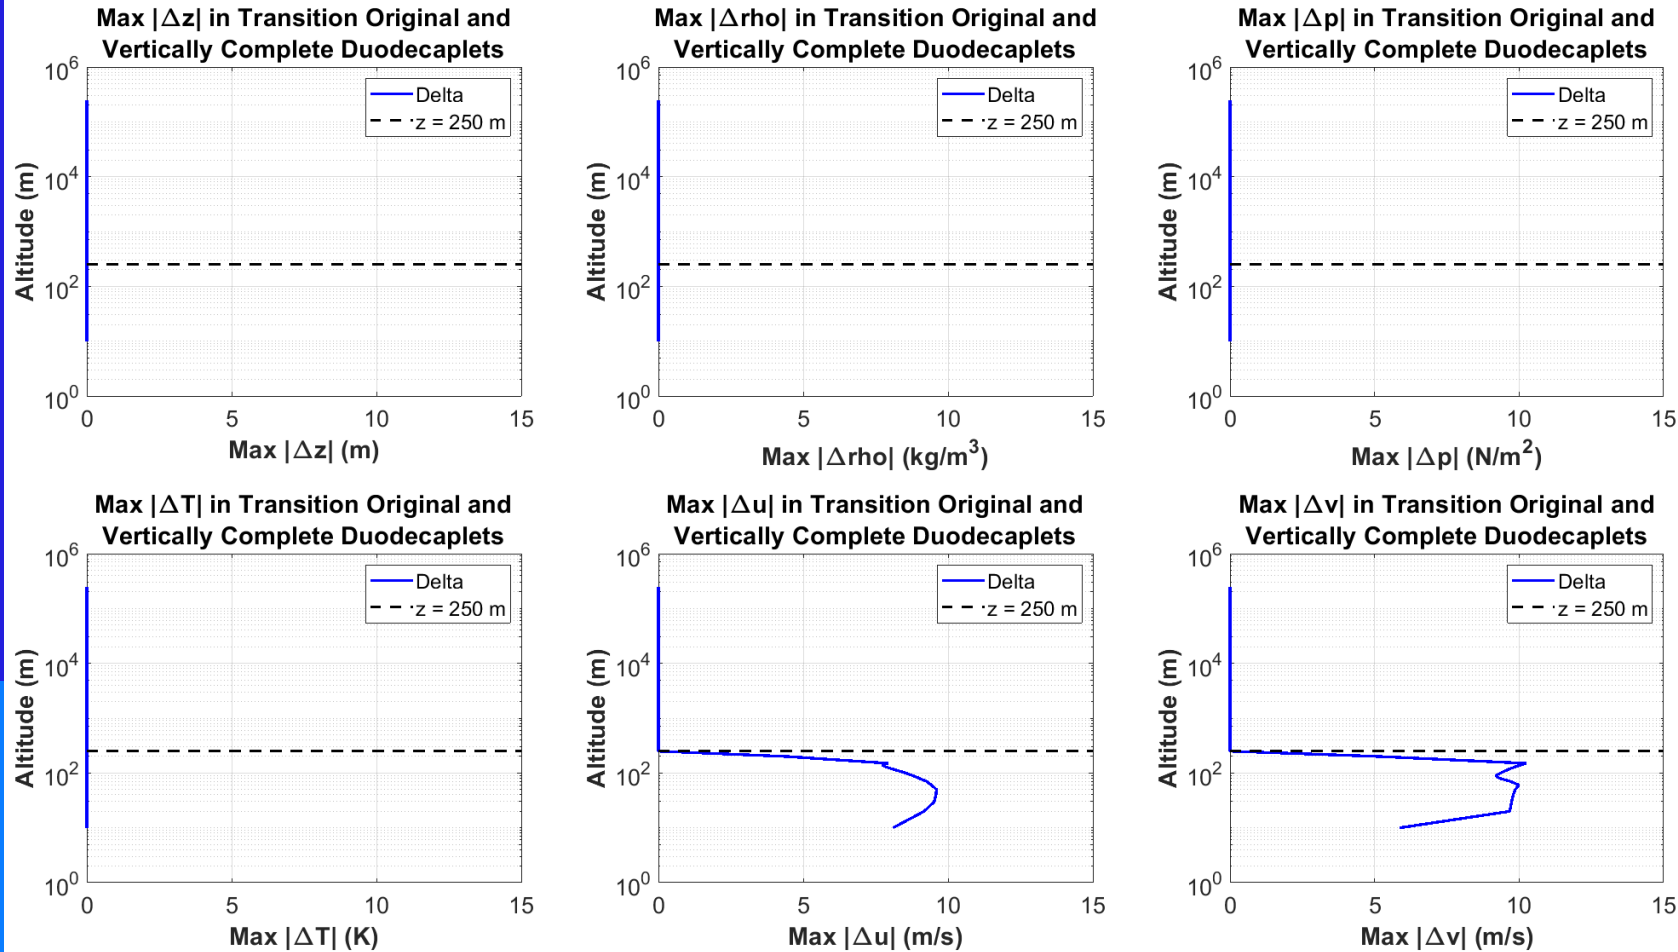 Max |Δz| in Transition Original and
Vertically Complete Duodecaplets
10^6
10^4
10^2
10^0
Altitude (m)
Delta
z = 250 m
0 5 10 15
Max |Δz| (m)
Max |Δrho| in Transition Original and
Vertically Complete Duodecaplets
10^6
10^4
10^2
10^0
Altitude (m)
Delta
z = 250 m
0 5 10 15
Max |Δrho| (kg/m^3)
Max |Δp| in Transition Original and
Vertically Complete Duodecaplets
10^6
10^4
10^2
10^0
Altitude (m)
Delta
z = 250 m
0 5 10 15
Max |Δp| (N/m^2)
Max |ΔT| in Transition Original and
Vertically Complete Duodecaplets
10^6
10^4
10^2
10^0
Altitude (m)
Delta
z = 250 m
0 5 10 15
Max |ΔT| (K)
Max |Δu| in Transition Original and
Vertically Complete Duodecaplets
10^6
10^4
10^2
10^0
Altitude (m)
Delta
z = 250 m
0 5 10 15
Max |Δu| (m/s)
Max |Δv| in Transition Original and
Vertically Complete Duodecaplets
10^6
10^4
10^2
10^0
Altitude (m)
Delta
z = 250 m
0 5 10 15
Max |Δv| (m/s)